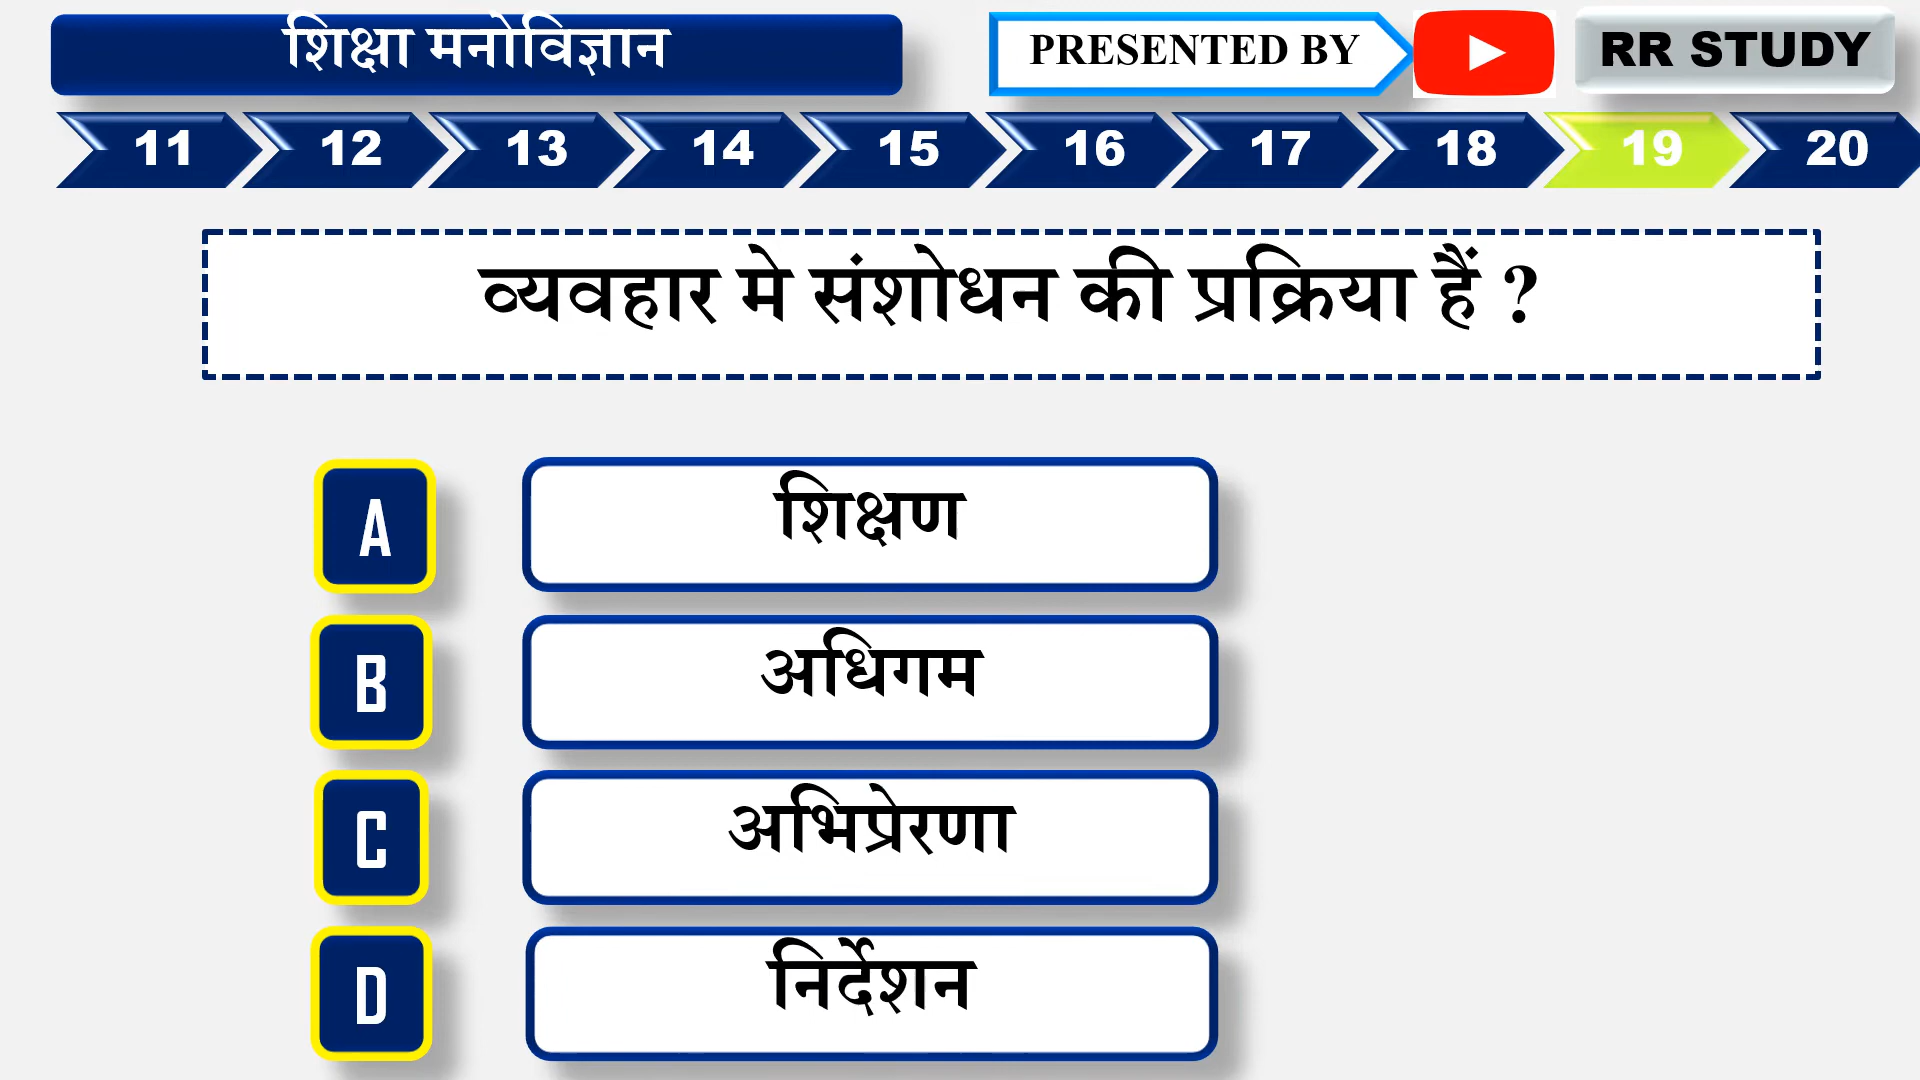 शिक्षा मनोविज्ञान
PRESENTED BY
RR STUDY
11 12 13 14 15 16 17 18 19 20
व्यवहार मे संशोधन की प्रक्रिया हैं ?
A शिक्षण
B अधिगम
C अभिप्रेरणा
D निर्देशन